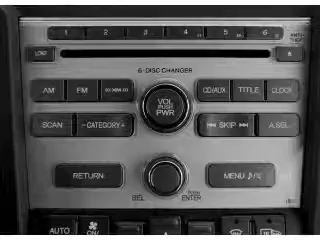 1 2 3 4 5 6
LOAD
6-DISC CHANGER
AM FM VOL PUSH PWR CD/AUX TITLE CLOCK
SCAN - CATEGORY + SKIP A.SEL
RETURN MENU
SEL ENTER
AUTO ON/